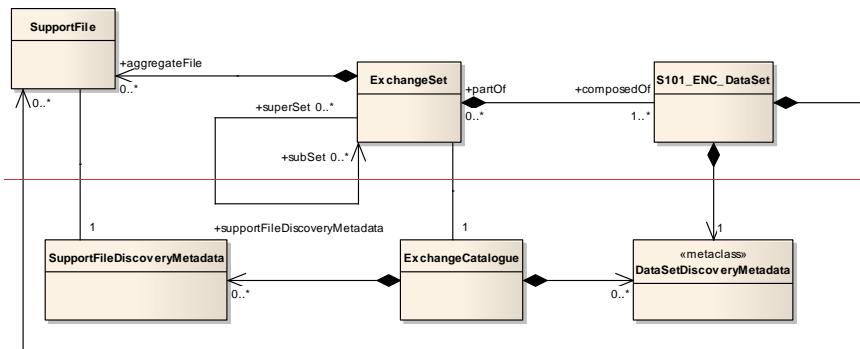 SupportFile
+aggregateFile
0..*
0..*
ExchangeSet
+superSet 0..*
+subSet 0..*
+partOf
0..*
+composedOf
1..*
S101_ENC_DataSet
1
+supportFileDiscoveryMetadata
1
1
SupportFileDiscoveryMetadata
0..*
ExchangeCatalogue
0..*
«metaclass»
DataSetDiscoveryMetadata